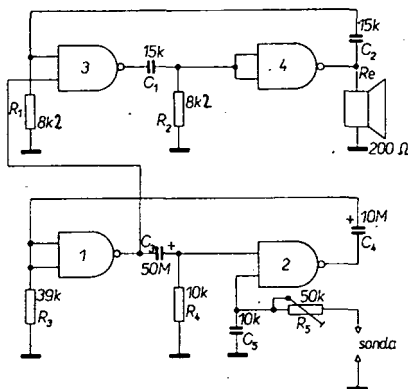 15k
C2
3
15k
C1
4
Re
R1
8k2
8k2
R2
200 Ω
1
C3
+
50M
2
+
10M
C4
39k
R3
10k
R4
10k
C5
50k
R5
sonda